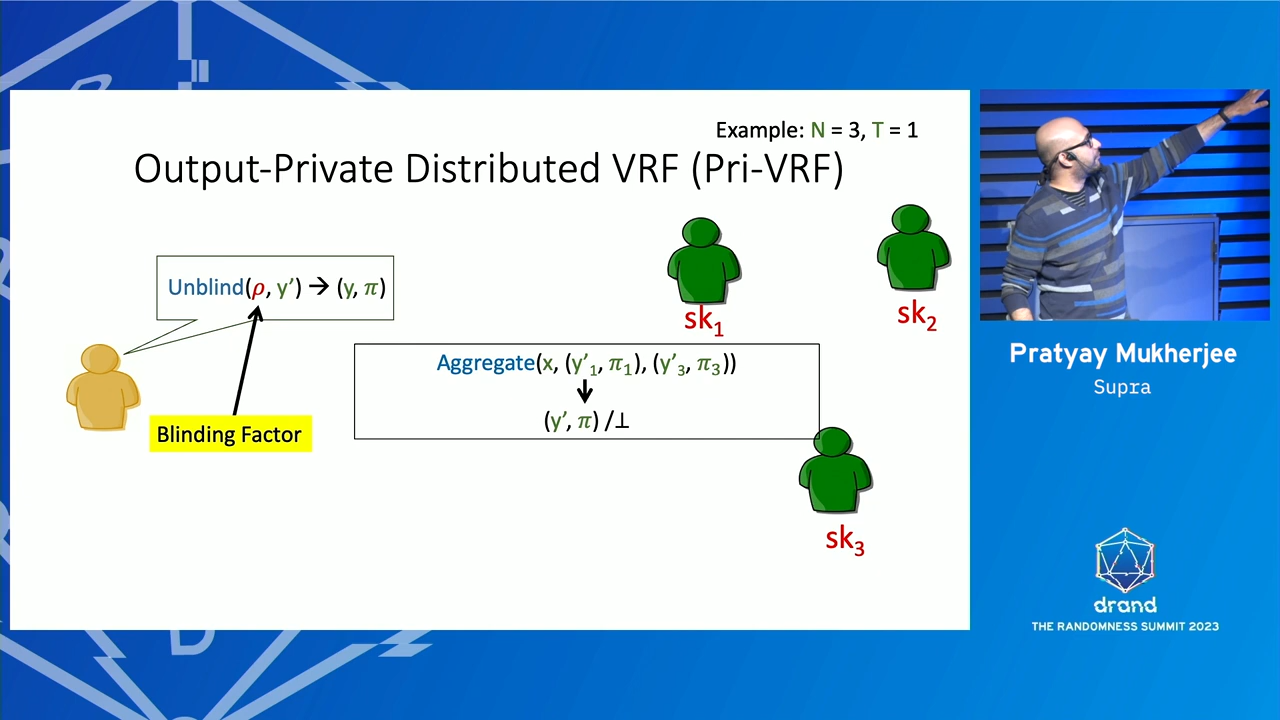 Example: N = 3, T = 1
Output-Private Distributed VRF (Pri-VRF)
Unblind(ρ, y’) → (y, π)
sk₁
sk₂
Aggregate(x, (y’₁, π₁), (y’₃, π₃))
(y’, π) /⊥
Blinding Factor
sk₃
Pratyay Mukherjee
Supra
drand
THE RANDOMNESS SUMMIT 2023